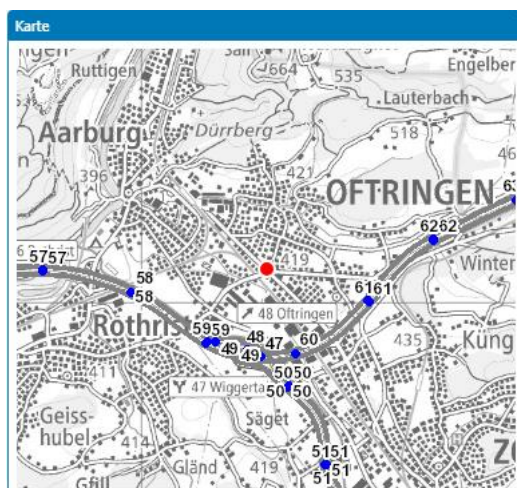 Karte
Ruttigen
664
535
Engelber
Lauterbach
Aarburg
Dürrberg
518
396
421
OFTRINGEN
6262
419
Winter
5757
58
58
6161
48 Oftringen
Rothris
5959
48
47
60
49
49
435
Küng
411
47 Wiggerta
5050
50
50
Geiss-
hubel
Säget
414
Gländ
419
5151
51
51
Gfill